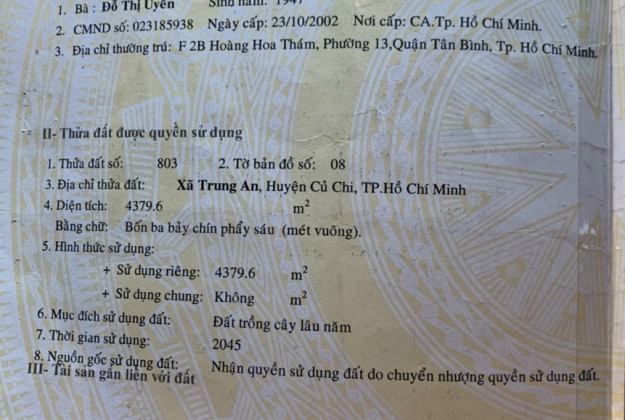 1. Bà : Đỗ Thị Uyên Sinh năm: 1947
2. CMND số: 023185938 Ngày cấp: 23/10/2002 Nơi cấp: CA.Tp. Hồ Chí Minh.
3. Địa chỉ thường trú: F 2B Hoàng Hoa Thám, Phường 13,Quận Tân Bình, Tp. Hồ Chí Minh.
II- Thửa đất được quyền sử dụng
1. Thửa đất số: 803 2. Tờ bản đồ số: 08
3. Địa chỉ thửa đất: Xã Trung An, Huyện Củ Chi, TP.Hồ Chí Minh
4. Diện tích: 4379.6 m²
Bằng chữ: Bốn ba bảy chín phẩy sáu (mét vuông).
5. Hình thức sử dụng:
+ Sử dụng riêng: 4379.6 m²
+ Sử dụng chung: Không m²
6. Mục đích sử dụng đất: Đất trồng cây lâu năm
7. Thời gian sử dụng: 2045
8. Nguồn gốc sử dụng đất: Nhận quyền sử dụng đất do chuyển nhượng quyền sử dụng đất.
III- Tài sản gắn liền với đất